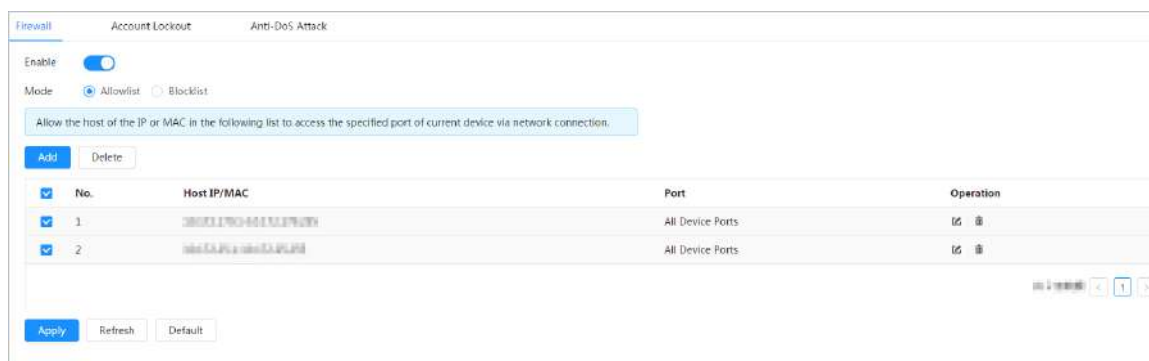 Firewall Account Lockout Anti-DoS Attack
Enable
Mode Allowlist Blocklist
Allow the host of the IP or MAC in the following list to access the specified port of current device via network connection.
Add Delete
No. Host IP/MAC Port Operation
1 All Device Ports
2 All Device Ports
1
Apply Refresh Default